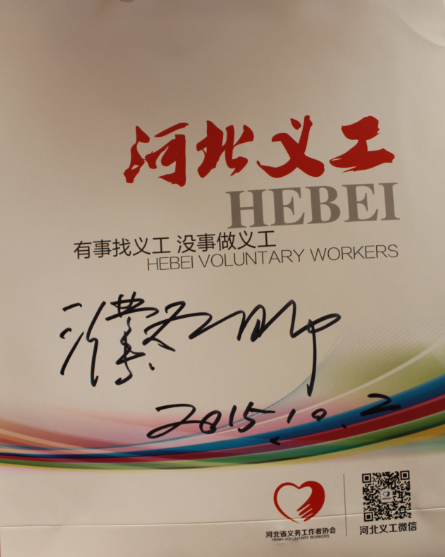 河北义工
HEBEI
有事找义工 没事做义工
HEBEI VOLUNTARY WORKERS
2015.10.2
河北省义务工作者协会
HEBEI VOLUNTARY WORKERS
河北义工微信